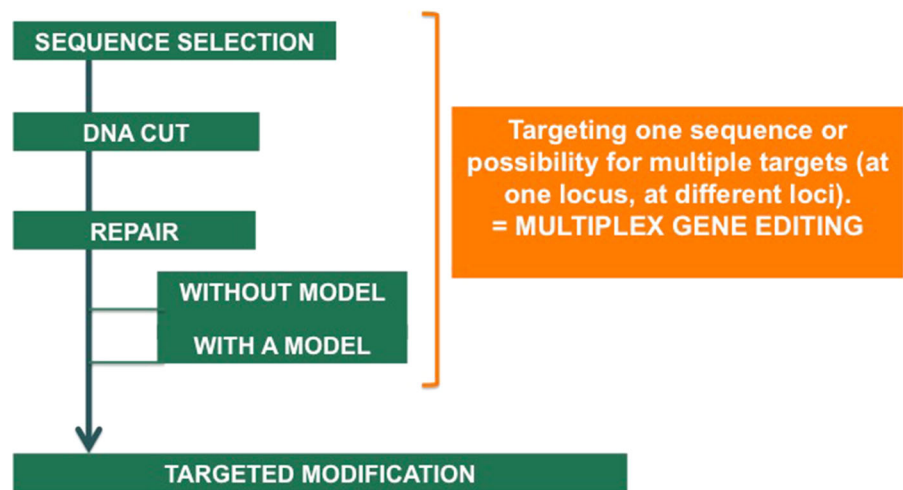 SEQUENCE SELECTION
DNA CUT
REPAIR
WITHOUT MODEL
WITH A MODEL
TARGETED MODIFICATION
Targeting one sequence or
possibility for multiple targets (at
one locus, at different loci).
= MULTIPLEX GENE EDITING